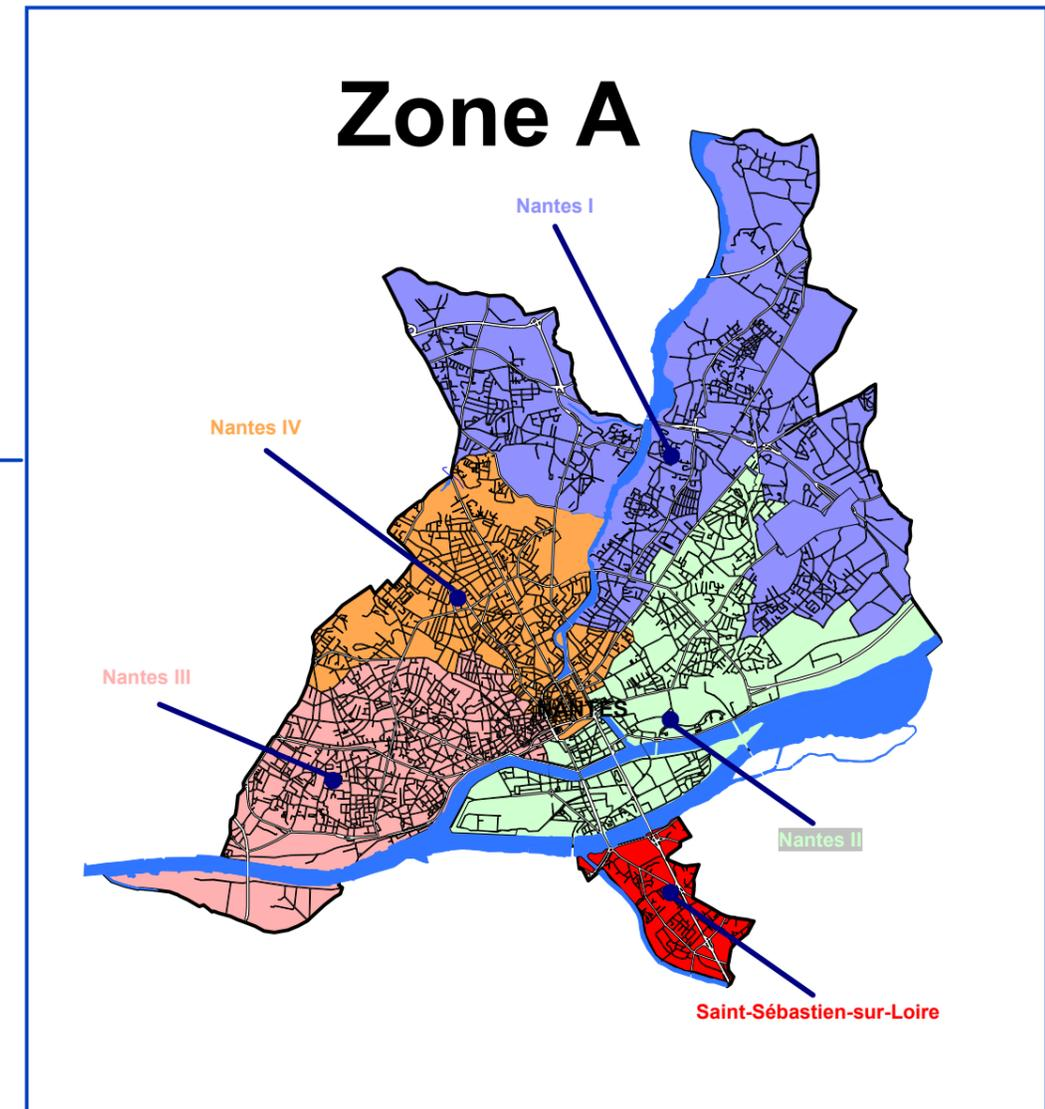 Zone A
Nantes I
Nantes IV
Nantes III
NANTES
Nantes II
Saint-Sébastien-sur-Loire